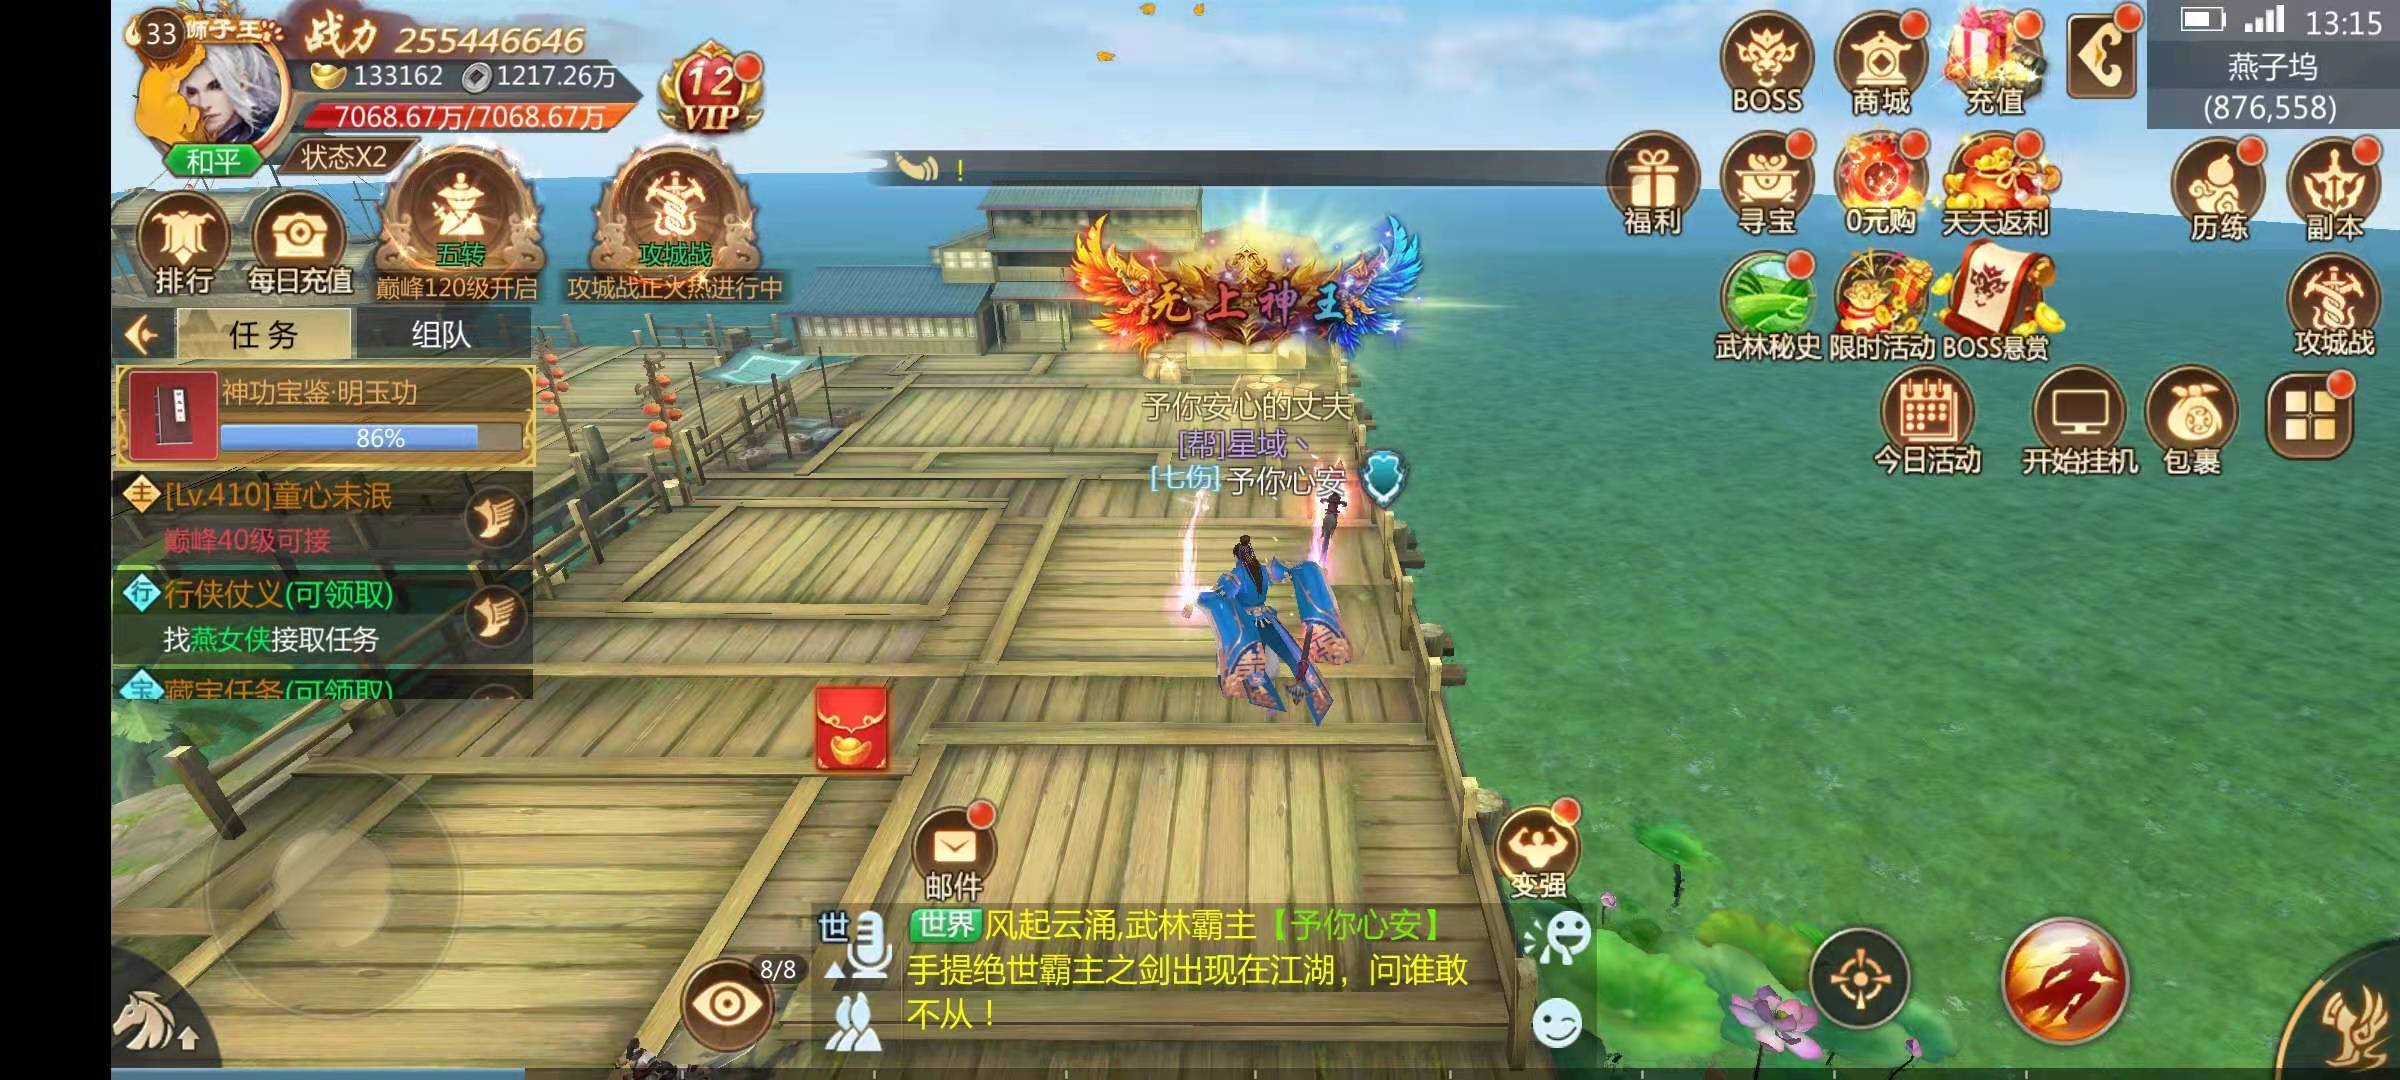 33
狮子王
战力 255446646
133162 1217.26万
7068.67万/7068.67万
12
VIP
和平
状态X2
排行
每日充值
五转
巅峰120级开启
攻城战
攻城战正火热进行中
任务
组队
神功宝鉴·明玉功
86%
主 [Lv.410]童心未泯
巅峰40级可接
行 行侠仗义(可领取)
找燕女侠接取任务
宝 藏宝任务(可领取)
!
无上神王
予你安心的丈夫
[帮]星域丶
[七伤] 予你心安
BOSS
商城
充值
13:15
燕子坞
(876,558)
福利
寻宝
0元购
天天返利
历练
副本
武林秘史
限时活动
BOSS悬赏
攻城战
今日活动
开始挂机
包裹
邮件
变强
8/8
世
世界 风起云涌,武林霸主【予你心安】
手提绝世霸主之剑出现在江湖，问谁敢
不从！